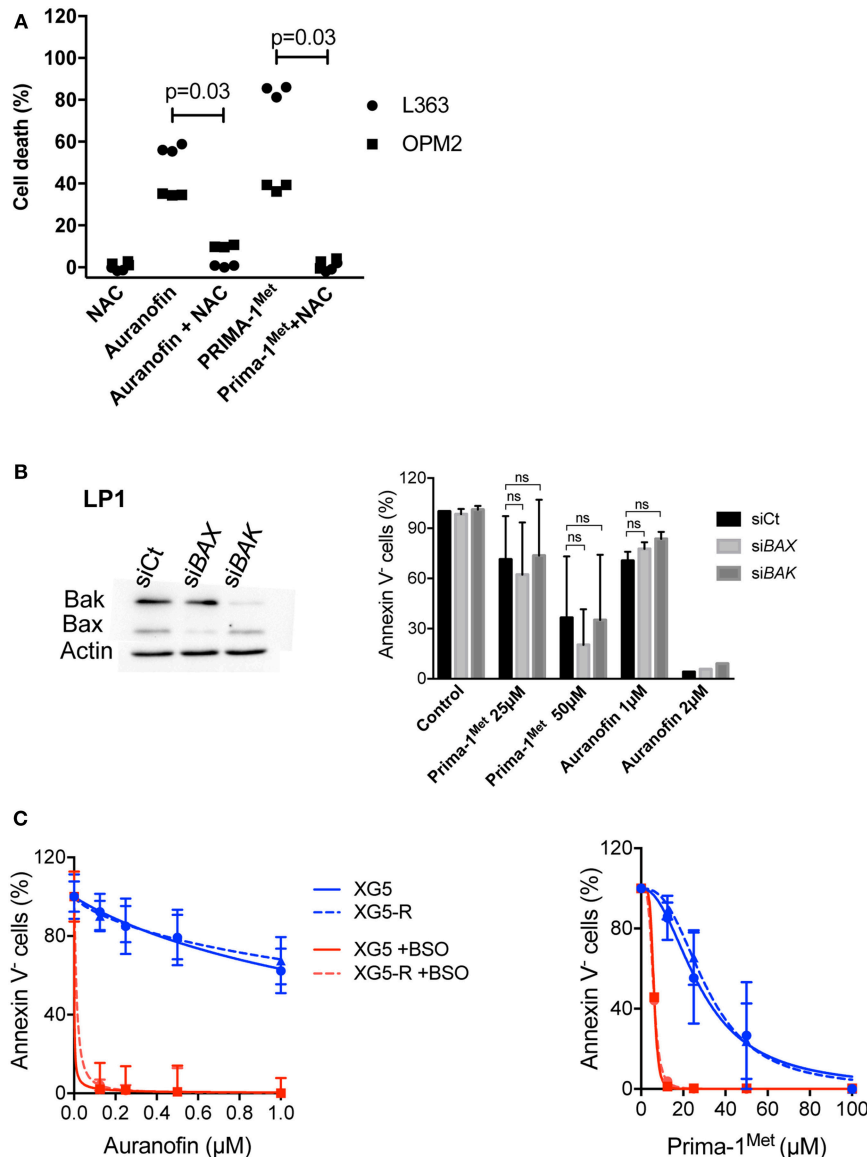 A
120
100
80
60
40
20
0
Cell death (%)
p=0.03
p=0.03
L363
OPM2
NAC
Auranofin
Auranofin + NAC
PRIMA-1Met
Prima-1Met+NAC
B
LP1
siCt
siBAX
siBAK
Bak
Bax
Actin
120
90
60
30
0
Annexin V- cells (%)
ns
ns
ns
ns
ns
ns
siCt
siBAX
siBAK
Control
Prima-1Met 25µM
Prima-1Met 50µM
Auranofin 1µM
Auranofin 2µM
C
120
80
40
0
Annexin V- cells (%)
0.0 0.2 0.4 0.6 0.8 1.0
Auranofin (µM)
XG5
XG5-R
XG5 +BSO
XG5-R +BSO
120
80
40
0
Annexin V- cells (%)
0 20 40 60 80 100
Prima-1Met (µM)